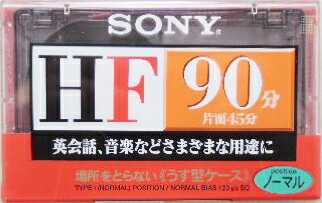 SONY
HF 90分
片面45分
英会話、音楽などさまざまな用途に
場所をとらない《うす型ケース》
TYPE I (NORMAL) POSITION / NORMAL BIAS 120 μs EQ
position
ノーマル